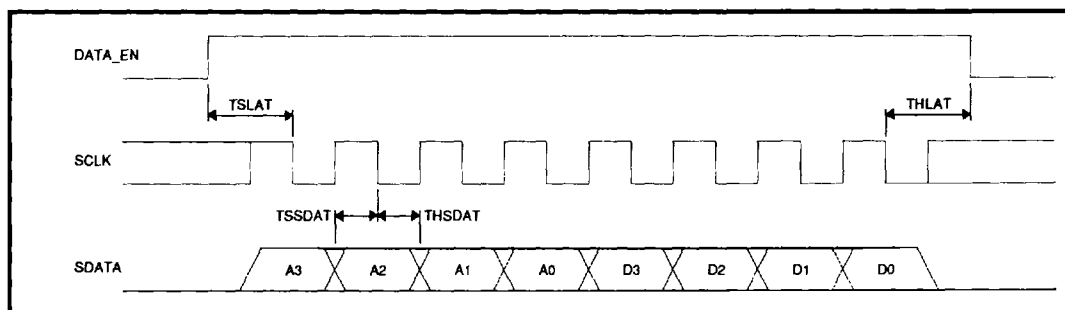 DATA_EN
TSLAT
THLAT
SCLK
TSSDAT THSDAT
SDATA A3 A2 A1 A0 D3 D2 D1 D0